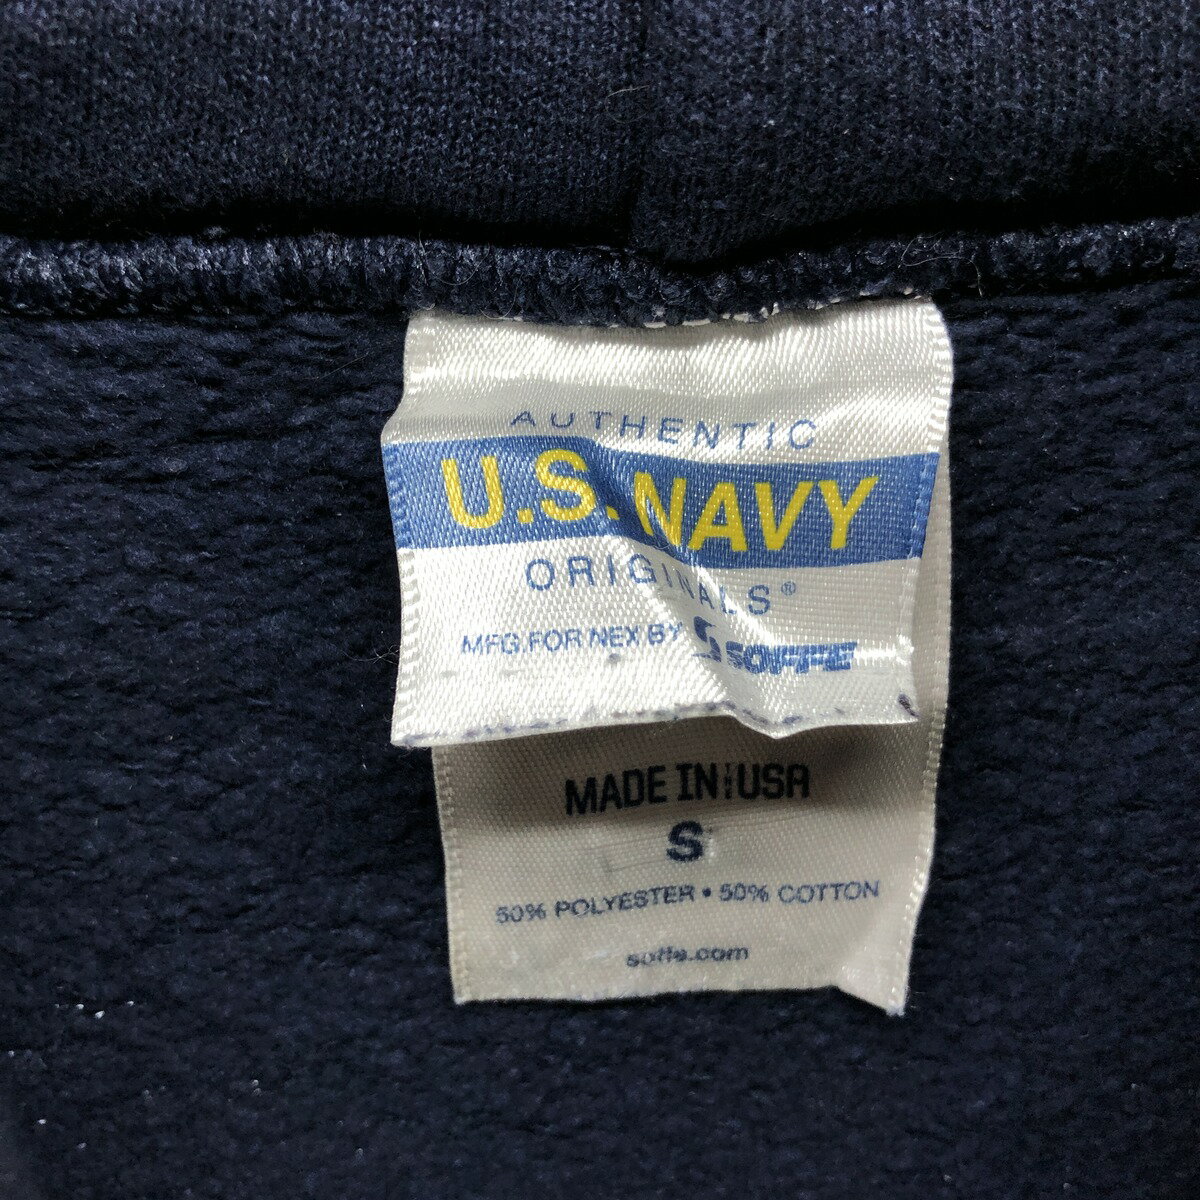 AUTHENTIC
U.S. NAVY
ORIGINALS®
MFG. FOR NEX BY SOFFE
MADE IN USA
S
50% POLYESTER • 50% COTTON
soffe.com